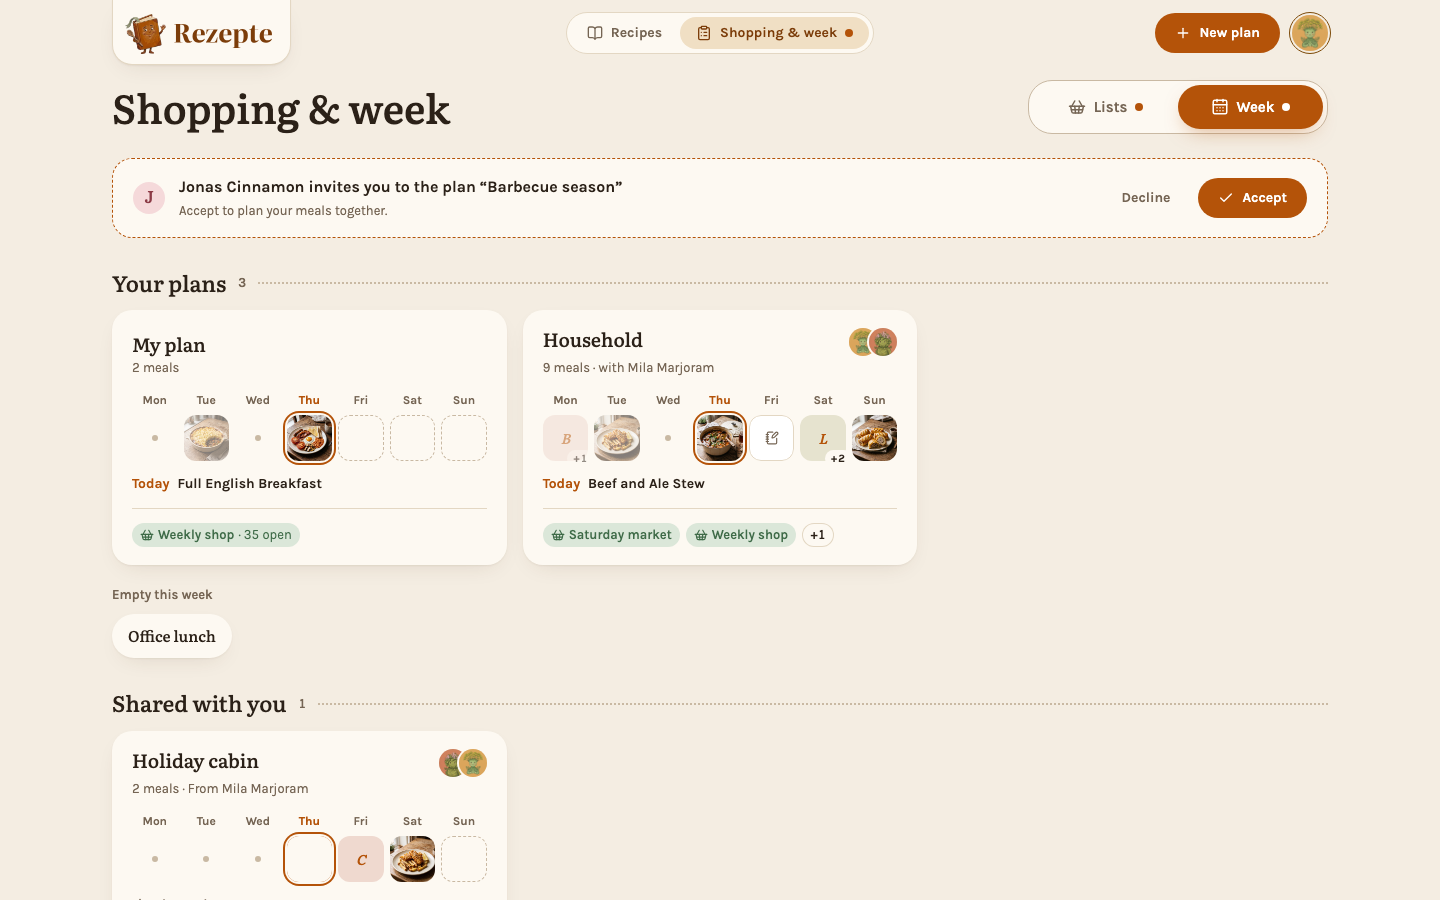 Rezepte
Recipes
Shopping & week
New plan
Shopping & week
Lists
Week
J
Jonas Cinnamon invites you to the plan “Barbecue season”
Accept to plan your meals together.
Decline
Accept
Your plans 3
My plan
2 meals
Mon Tue Wed Thu Fri Sat Sun
Today Full English Breakfast
Weekly shop · 35 open
Household
9 meals · with Mila Marjoram
Mon Tue Wed Thu Fri Sat Sun
B +1 L +2
Today Beef and Ale Stew
Saturday market Weekly shop +1
Empty this week
Office lunch
Shared with you 1
Holiday cabin
2 meals · From Mila Marjoram
Mon Tue Wed Thu Fri Sat Sun
C